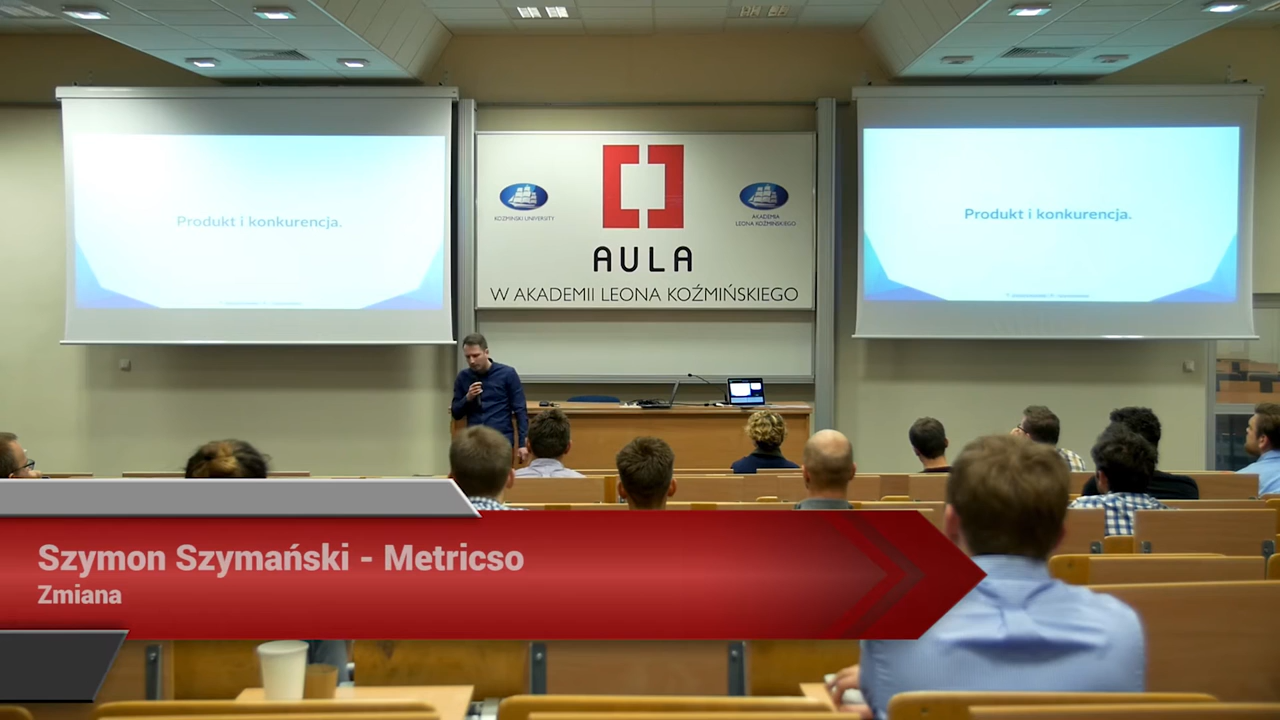 Produkt i konkurencja.
KOZMINSKI UNIVERSITY
AKADEMIA
LEONA KOŹMIŃSKIEGO
AULA
W AKADEMII LEONA KOŹMIŃSKIEGO
Produkt i konkurencja.
Szymon Szymański - Metricso
Zmiana